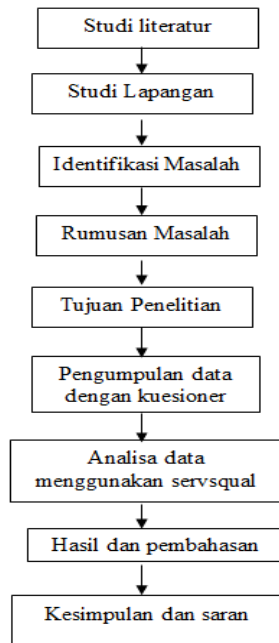 Studi literatur
Studi Lapangan
Identifikasi Masalah
Rumusan Masalah
Tujuan Penelitian
Pengumpulan data
dengan kuesioner
Analisa data
menggunakan servsqual
Hasil dan pembahasan
Kesimpulan dan saran